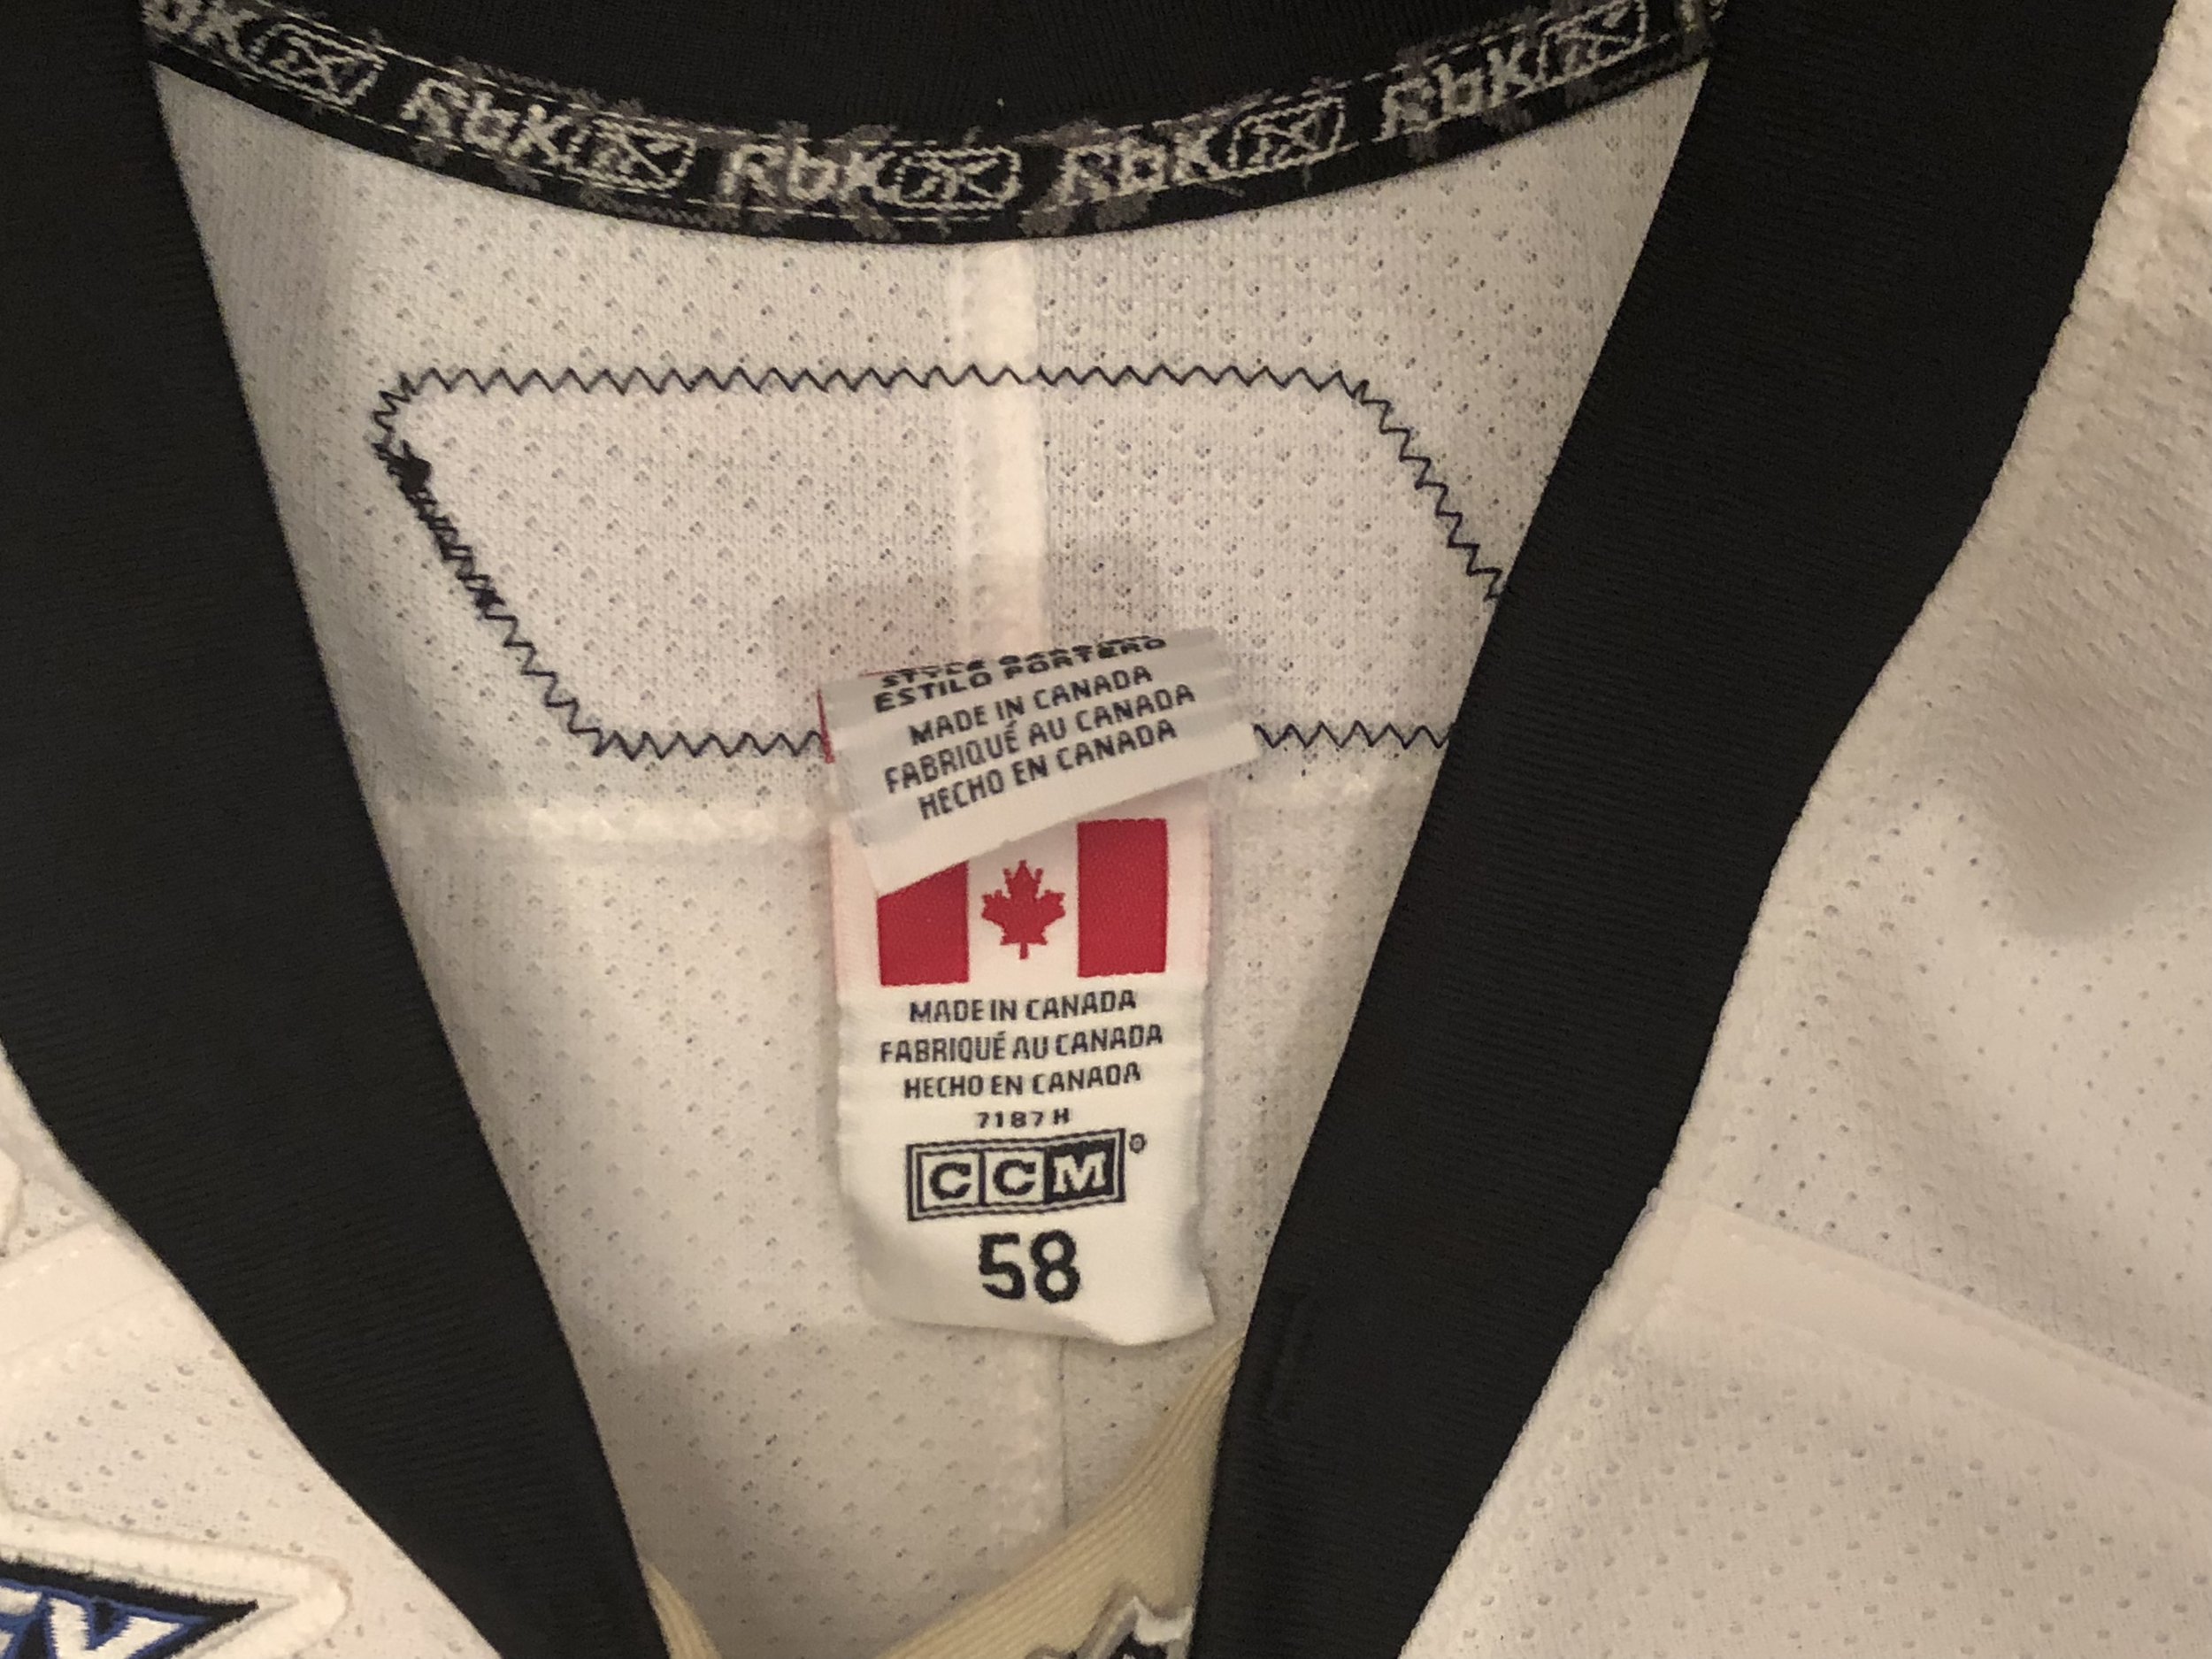 RbK RbK RbK RbK
ESTILO PORTERO
MADE IN CANADA
FABRIQUÉ AU CANADA
HECHO EN CANADA
MADE IN CANADA
FABRIQUÉ AU CANADA
HECHO EN CANADA
7187 H
CCM®
58